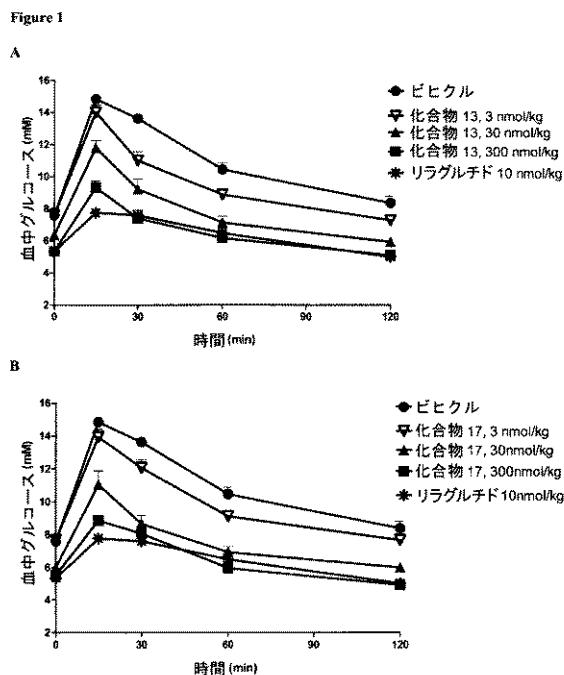 Figure 1
A
16
14
12
10
8
6
4
2
0
30
60
90
120
血中グルコース (mM)
時間 (min)
ビヒクル
化合物 13, 3 nmol/kg
化合物 13, 30 nmol/kg
化合物 13, 300 nmol/kg
リラグルチド 10 nmol/kg
B
16
14
12
10
8
6
4
2
0
30
60
90
120
血中グルコース (mM)
時間 (min)
ビヒクル
化合物 17, 3 nmol/kg
化合物 17, 30nmol/kg
化合物 17, 300nmol/kg
リラグルチド 10nmol/kg